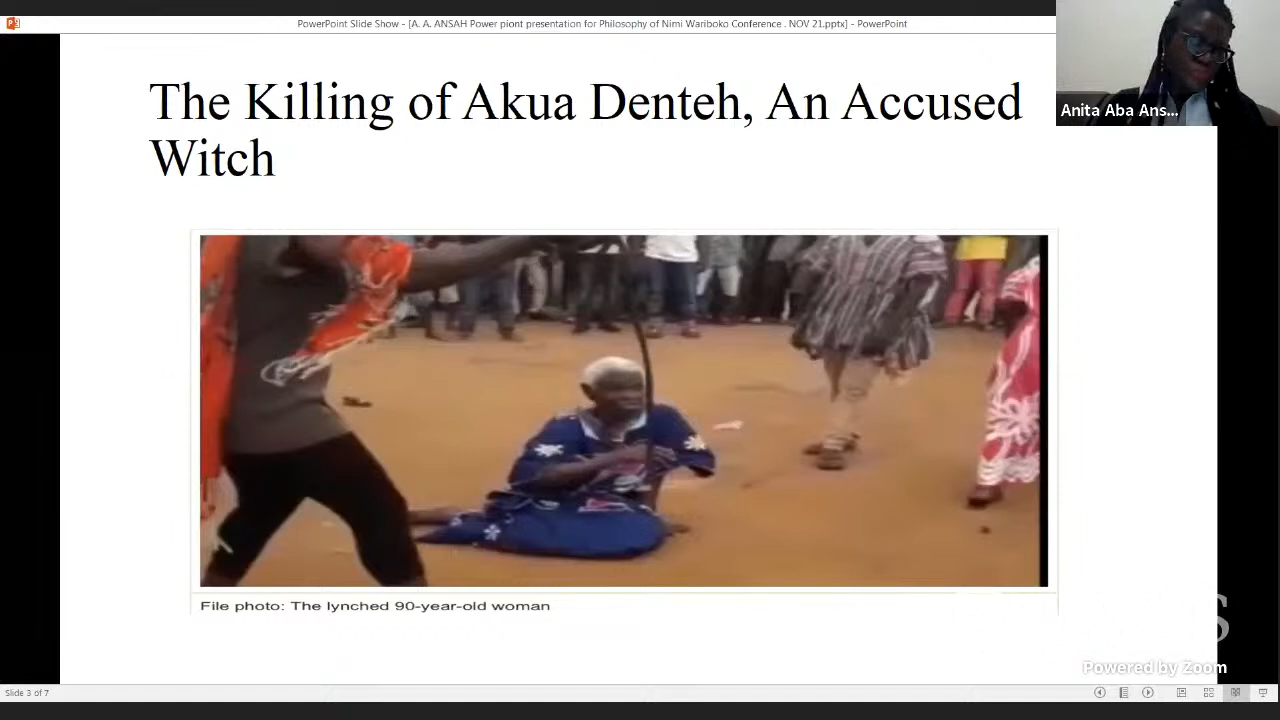 PowerPoint Slide Show - [A. A. ANSAH Power piont presentation for Philosophy of Nimi Wariboko Conference . NOV 21.pptx] - PowerPoint
Anita Aba Ans...
The Killing of Akua Denteh, An Accused
Witch
File photo: The lynched 90-year-old woman
Powered by Zoom
Slide 3 of 7